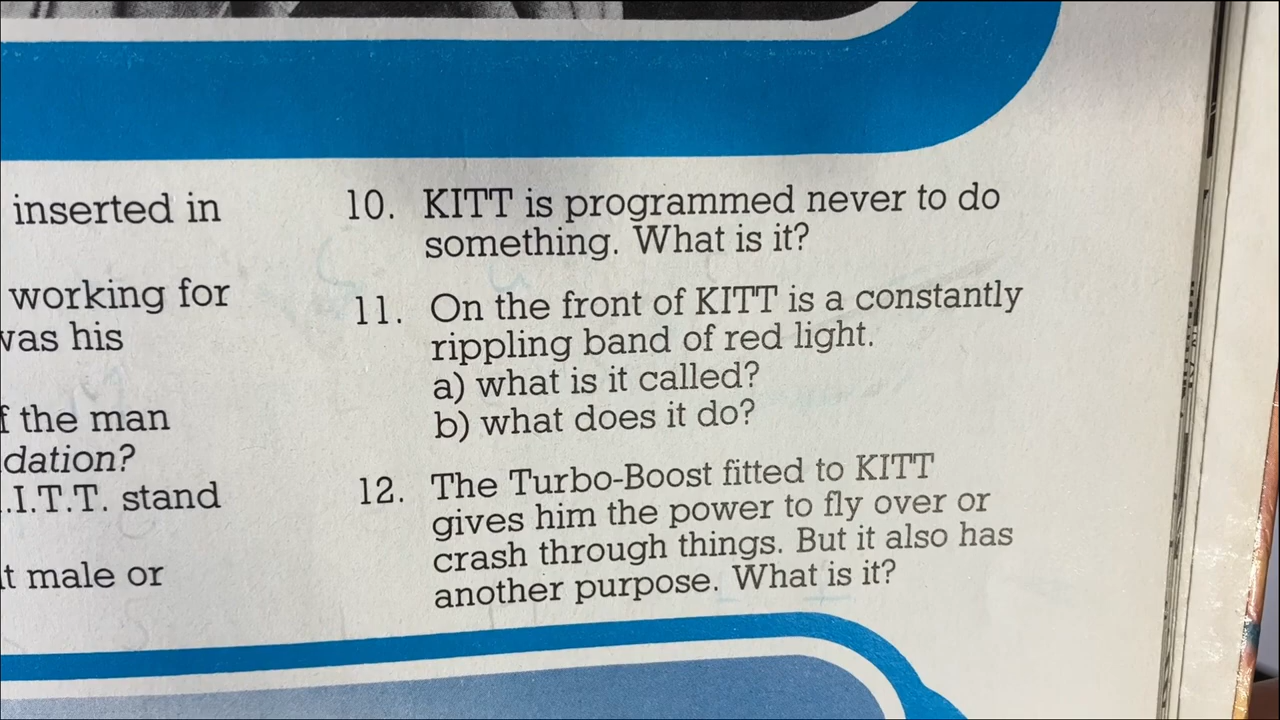 inserted in
working for
was his
the man
dation?
.I.T.T. stand
male or
10. KITT is programmed never to do
something. What is it?
11. On the front of KITT is a constantly
rippling band of red light.
a) what is it called?
b) what does it do?
12. The Turbo-Boost fitted to KITT
gives him the power to fly over or
crash through things. But it also has
another purpose. What is it?